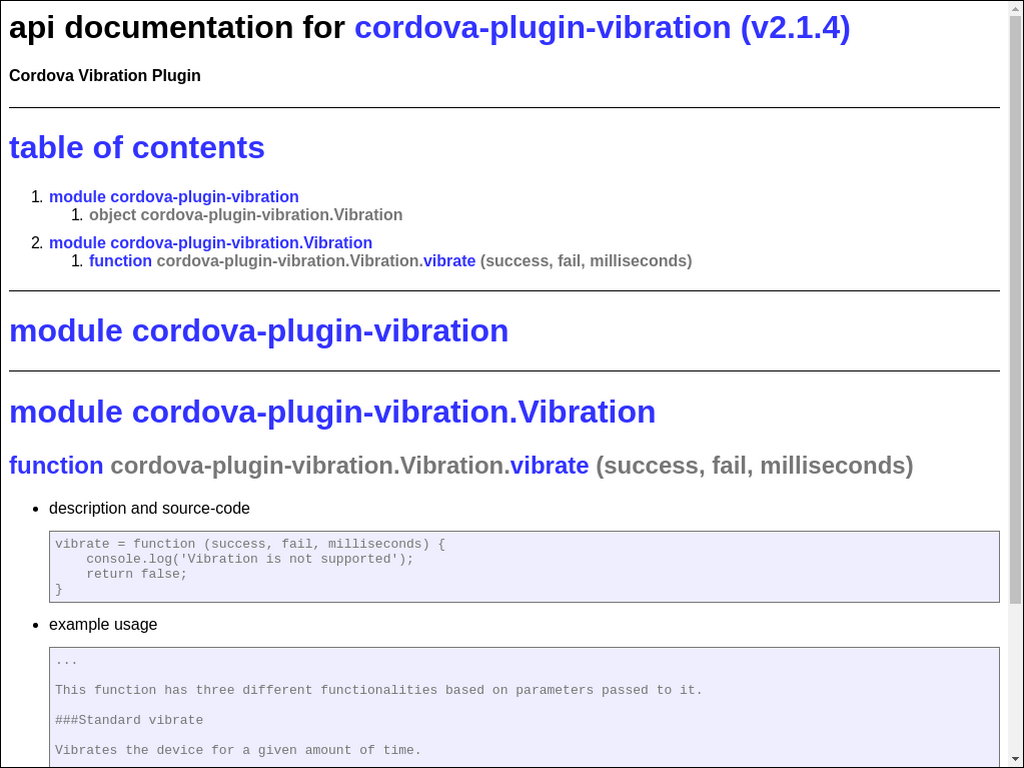 api documentation for cordova-plugin-vibration (v2.1.4)
Cordova Vibration Plugin
table of contents
1. module cordova-plugin-vibration
1. object cordova-plugin-vibration.Vibration
2. module cordova-plugin-vibration.Vibration
1. function cordova-plugin-vibration.Vibration.vibrate (success, fail, milliseconds)
module cordova-plugin-vibration
module cordova-plugin-vibration.Vibration
function cordova-plugin-vibration.Vibration.vibrate (success, fail, milliseconds)
• description and source-code
vibrate = function (success, fail, milliseconds) {
    console.log('Vibration is not supported');
    return false;
}
• example usage
...
This function has three different functionalities based on parameters passed to it.
###Standard vibrate
Vibrates the device for a given amount of time.